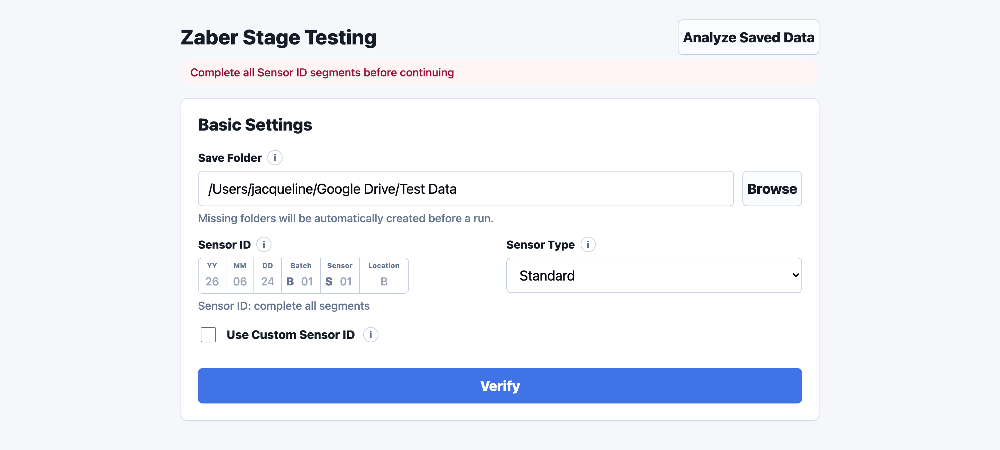 Zaber Stage Testing
Analyze Saved Data
Complete all Sensor ID segments before continuing
Basic Settings
Save Folder i
/Users/jacqueline/Google Drive/Test Data
Browse
Missing folders will be automatically created before a run.
Sensor ID i
YY MM DD Batch Sensor Location
26 06 24 B 01 S 01 B
Sensor ID: complete all segments
Sensor Type i
Standard
Use Custom Sensor ID i
Verify